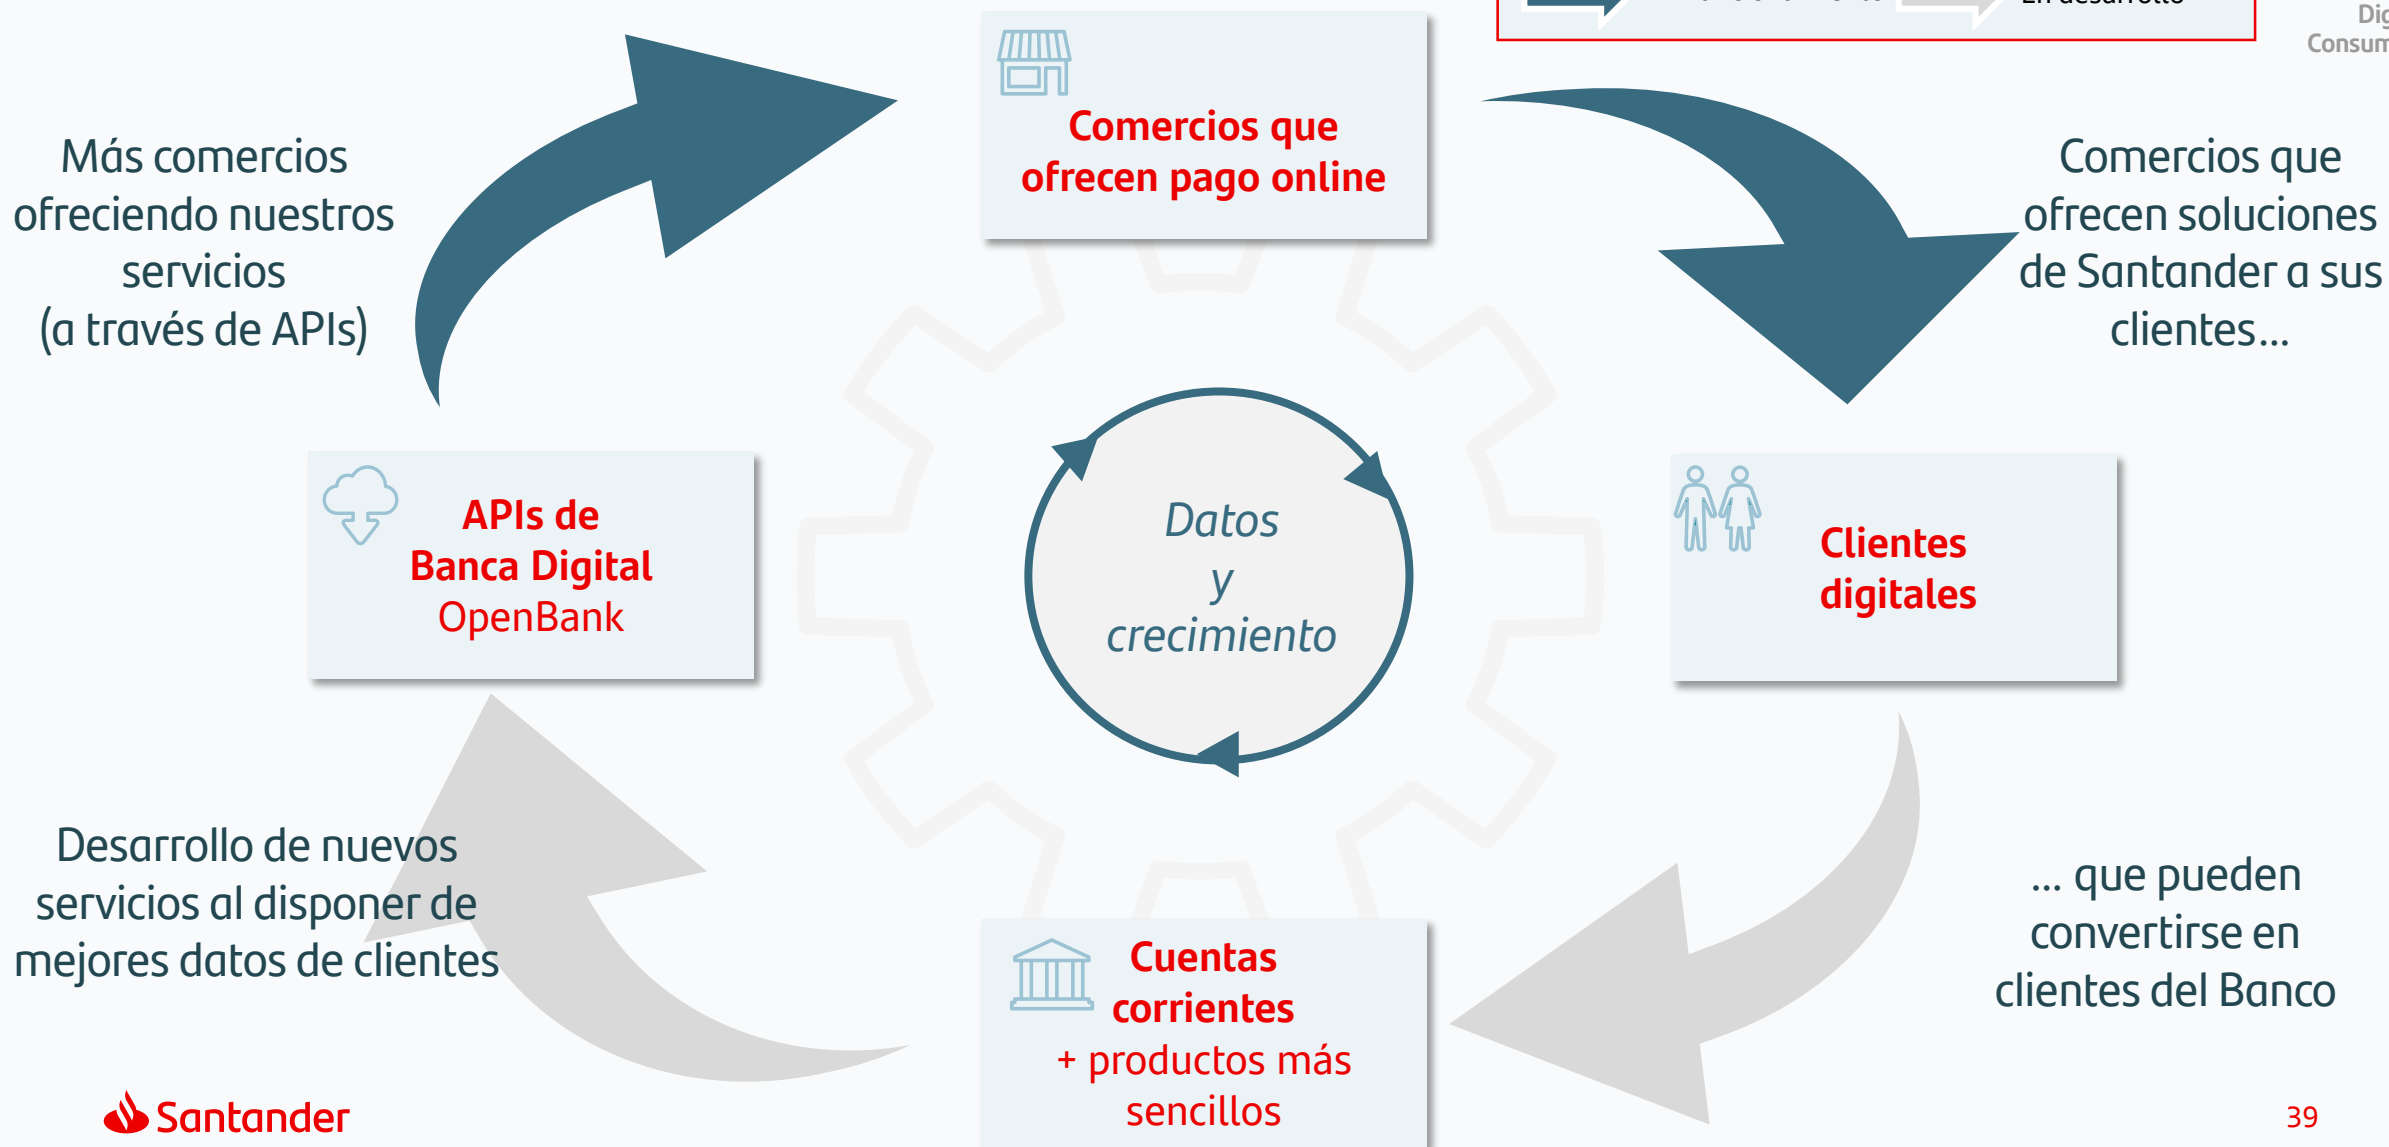 En desarrollo
Comercios que
ofrecen pago online
Más comercios
ofreciendo nuestros
servicios
(a través de APIs)
Comercios que
ofrecen soluciones
de Santander a sus
clientes...
APIs de
Banca Digital
OpenBank
Datos
y
crecimiento
Clientes
digitales
Desarrollo de nuevos
servicios al disponer de
mejores datos de clientes
... que pueden
convertirse en
clientes del Banco
Cuentas
corrientes
+ productos más
sencillos
Santander
39